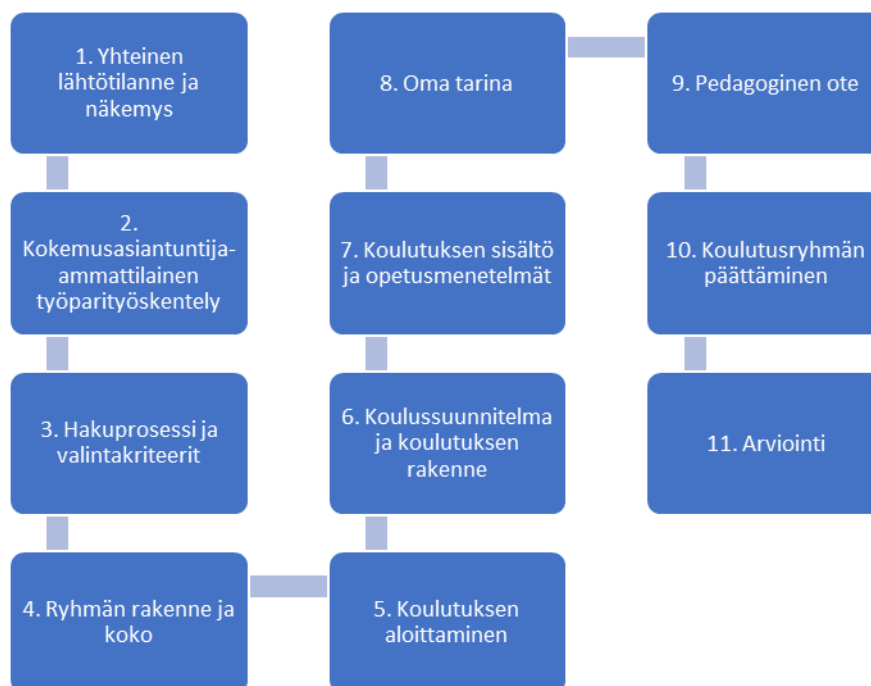 1. Yhteinen
lähtötilanne ja
näkemys
2.
Kokemusasiantuntija-
ammattilainen
työparityöskentely
3. Hakuprosessi ja
valintakriteerit
4. Ryhmän rakenne ja
koko
5. Koulutuksen
aloittaminen
6. Koulussuunnitelma
ja koulutuksen
rakenne
7. Koulutuksen sisältö
ja opetusmenetelmät
8. Oma tarina
9. Pedagoginen ote
10. Koulutusryhmän
päättäminen
11. Arviointi